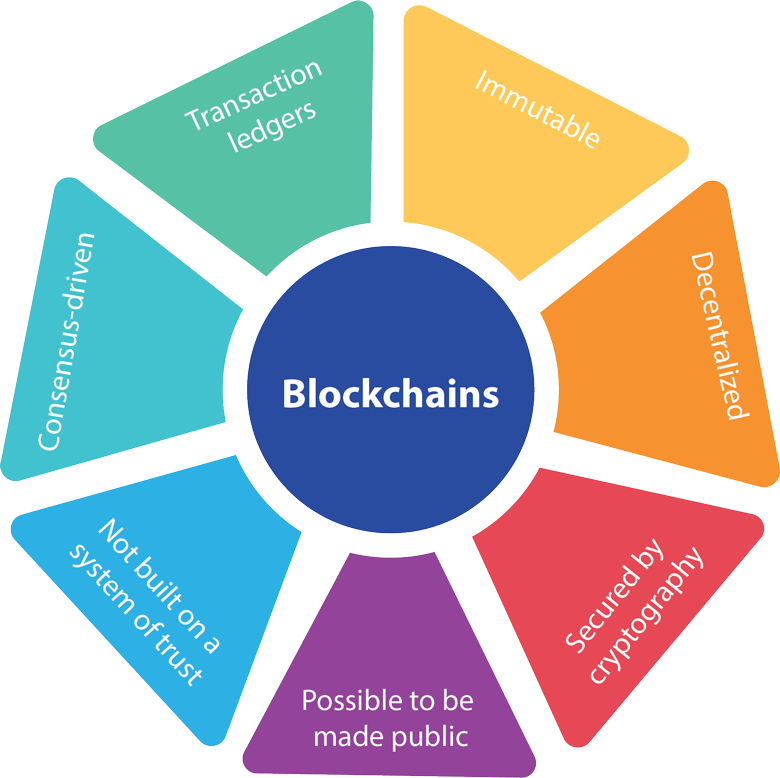 Transaction
ledgers
Immutable
Decentralized
Secured by
cryptography
Possible to be
made public
Not built on a
system of trust
Consensus-driven
Blockchains